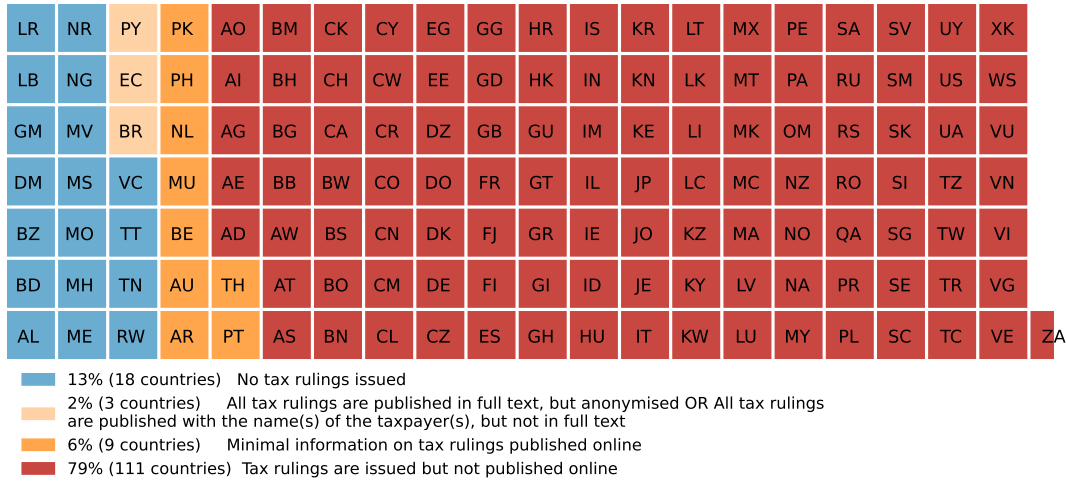 LR NR PY PK AO BM CK CY EG GG HR IS KR LT MX PE SA SV UY XK
LB NG EC PH AI BH CH CW EE GD HK IN KN LK MT PA RU SM US WS
GM MV BR NL AG BG CA CR DZ GB GU IM KE LI MK OM RS SK UA VU
DM MS VC MU AE BB BW CO DO FR GT IL JP LC MC NZ RO SI TZ VN
BZ MO TT BE AD AW BS CN DK FJ GR IE JO KZ MA NO QA SG TW VI
BD MH TN AU TH AT BO CM DE FI GI ID JE KY LV NA PR SE TR VG
AL ME RW AR PT AS BN CL CZ ES GH HU IT KW LU MY PL SC TC VE ZA
13% (18 countries) No tax rulings issued
2% (3 countries) All tax rulings are published in full text, but anonymised OR All tax rulings
are published with the name(s) of the taxpayer(s), but not in full text
6% (9 countries) Minimal information on tax rulings published online
79% (111 countries) Tax rulings are issued but not published online